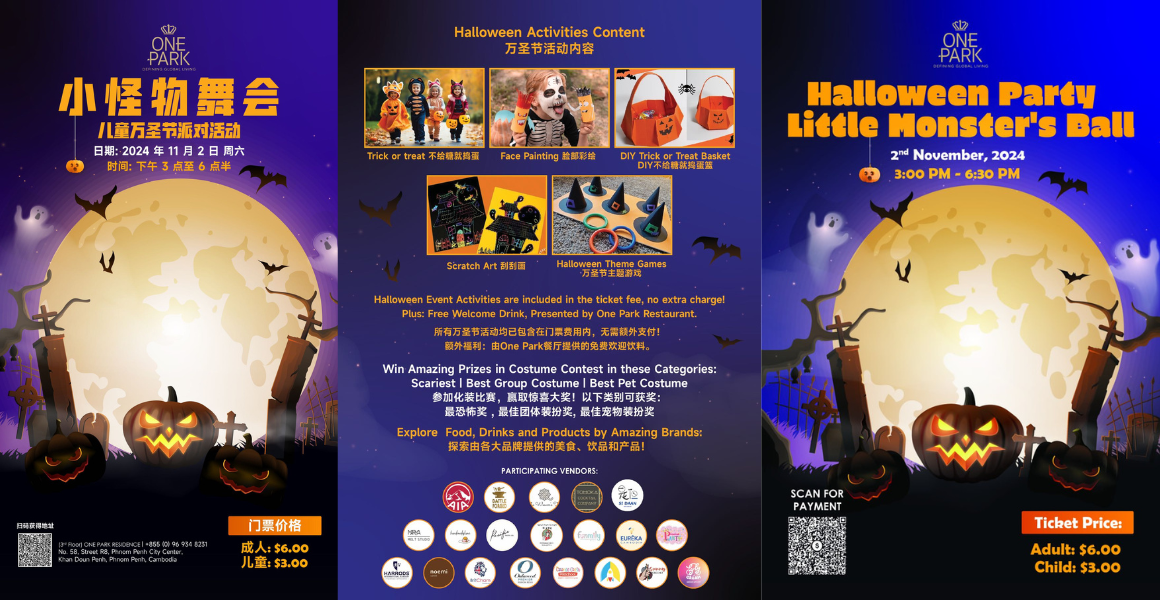 ONE
PARK
DEFINING GLOBAL LIVING
小怪物舞会
儿童万圣节派对活动
日期: 2024 年 11 月 2 日 周六
时间: 下午 3 点至 6 点半
扫码获得地址
(3rd Floor) ONE PARK RESIDENCE | +855 (0) 96 934 8231
No. 58, Street R8, Phnom Penh City Center,
Khan Doun Penh, Phnom Penh, Cambodia
门票价格
成人: $6.00
儿童: $3.00
Halloween Activities Content
万圣节活动内容
Trick or treat 不给糖就捣蛋
Face Painting 脸部彩绘
DIY Trick or Treat Basket
DIY不给糖就捣蛋篮
Scratch Art 刮刮画
Halloween Theme Games
万圣节主题游戏
Halloween Event Activities are included in the ticket fee, no extra charge!
Plus: Free Welcome Drink, Presented by One Park Restaurant.
所有万圣节活动均已包含在门票费用内，无需额外支付！
额外福利：由One Park餐厅提供的免费欢迎饮料。
Win Amazing Prizes in Costume Contest in these Categories:
Scariest | Best Group Costume | Best Pet Costume
参加化装比赛，赢取惊喜大奖！以下类别可获奖：
最恐怖奖 , 最佳团体装扮奖, 最佳宠物装扮奖
Explore Food, Drinks and Products by Amazing Brands:
探索由各大品牌提供的美食、饮品和产品！
PARTICIPATING VENDORS:
AIA
EURÊKA
HARRODS
noemi
ONE
PARK
DEFINING GLOBAL LIVING
Halloween Party
Little Monster's Ball
2nd November, 2024
3:00 PM - 6:30 PM
SCAN FOR
PAYMENT
Ticket Price:
Adult: $6.00
Child: $3.00